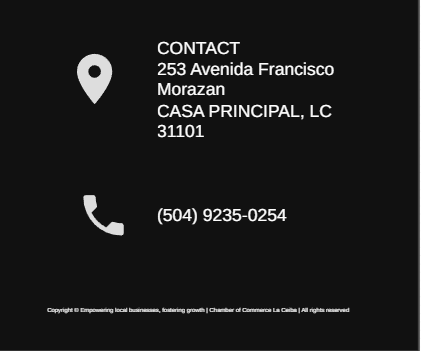 CONTACT
253 Avenida Francisco
Morazan
CASA PRINCIPAL, LC
31101
(504) 9235-0254
Copyright © Empowering local businesses, fostering growth | Chamber of Commerce La Ceiba | All rights reserved